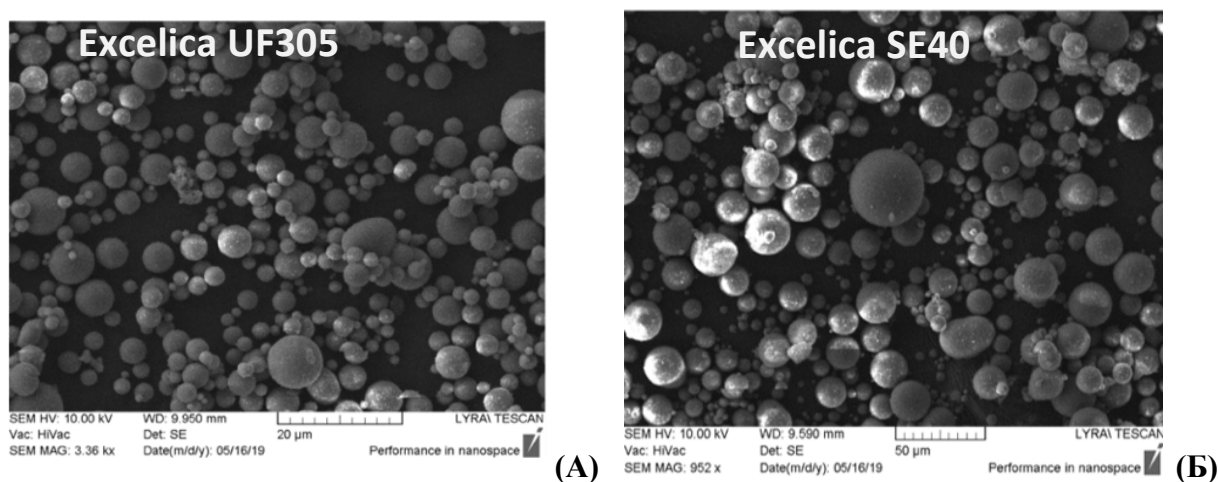 Excelica UF305
SEM HV: 10.00 kV WD: 9.950 mm LYRA\ TESCAN
Vac: HiVac Det: SE 20 µm
SEM MAG: 3.36 kx Date(m/d/y): 05/16/19 Performance in nanospace
(А)
Excelica SE40
SEM HV: 10.00 kV WD: 9.590 mm LYRA\ TESCAN
Vac: HiVac Det: SE 50 µm
SEM MAG: 952 x Date(m/d/y): 05/16/19 Performance in nanospace
(Б)